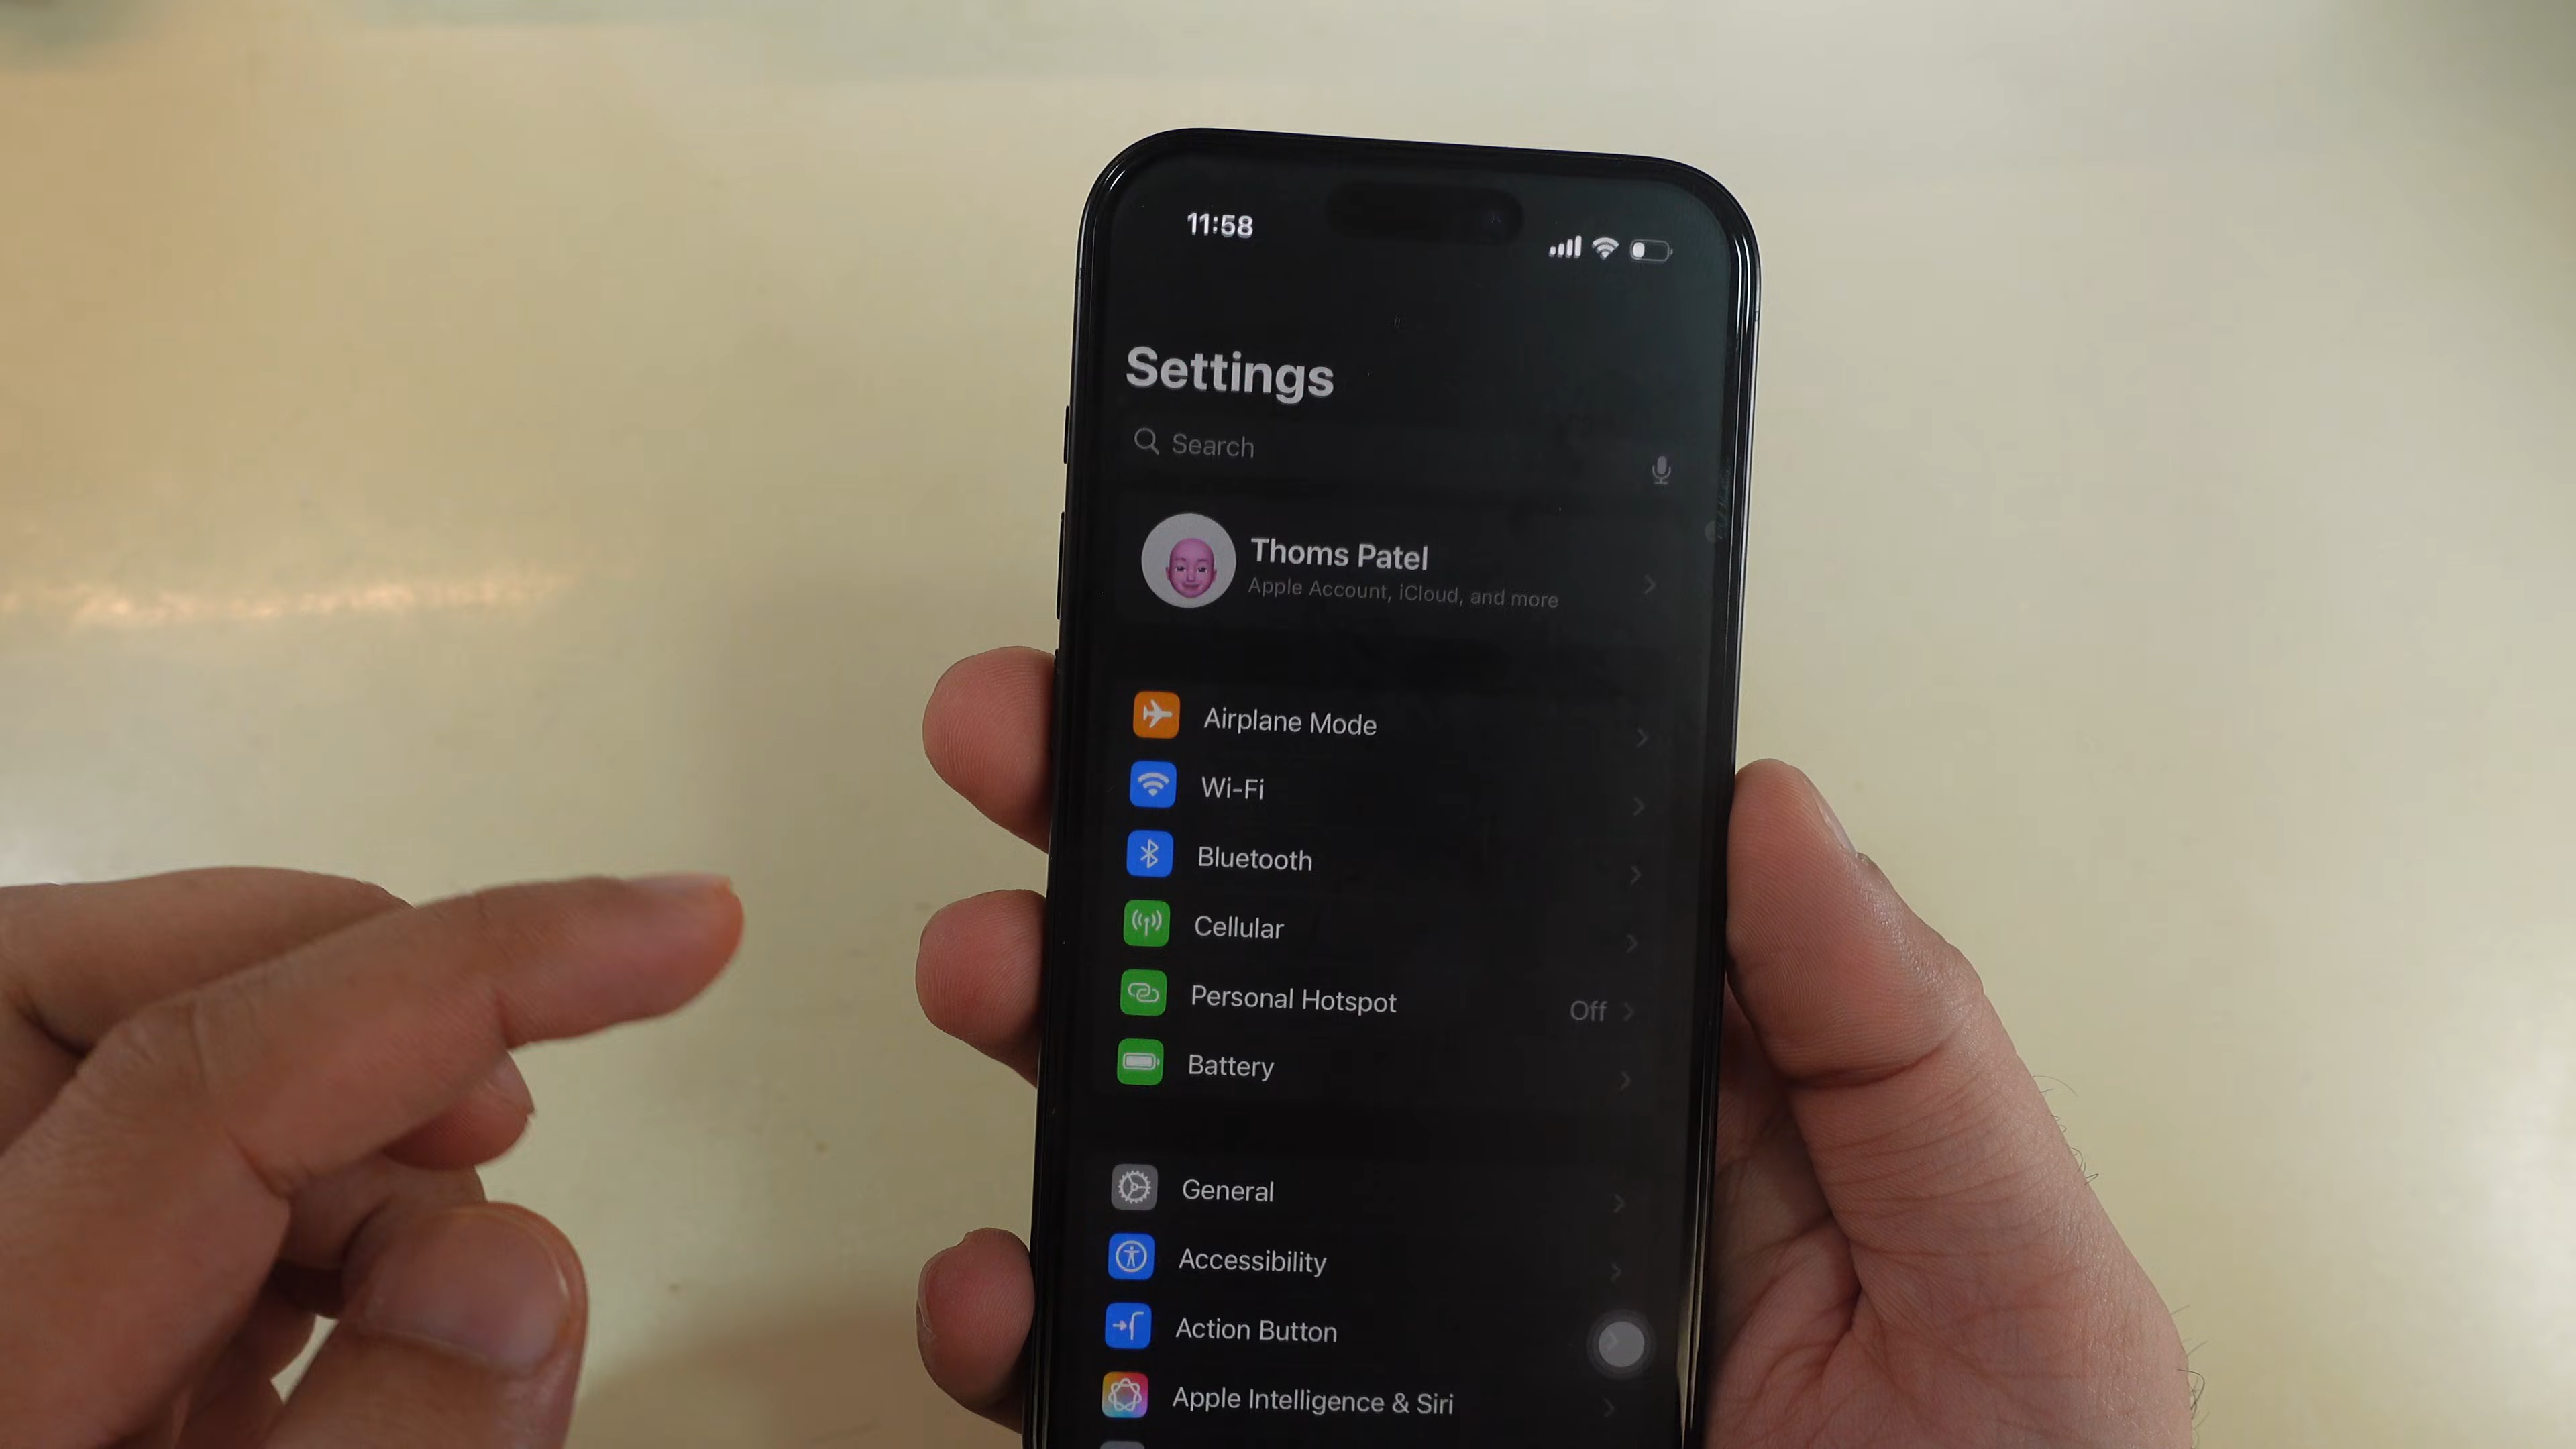 11:58
Settings
Search
Thoms Patel
Apple Account, iCloud, and more
Airplane Mode
Wi-Fi
Bluetooth
Cellular
Personal Hotspot Off
Battery
General
Accessibility
Action Button
Apple Intelligence & Siri